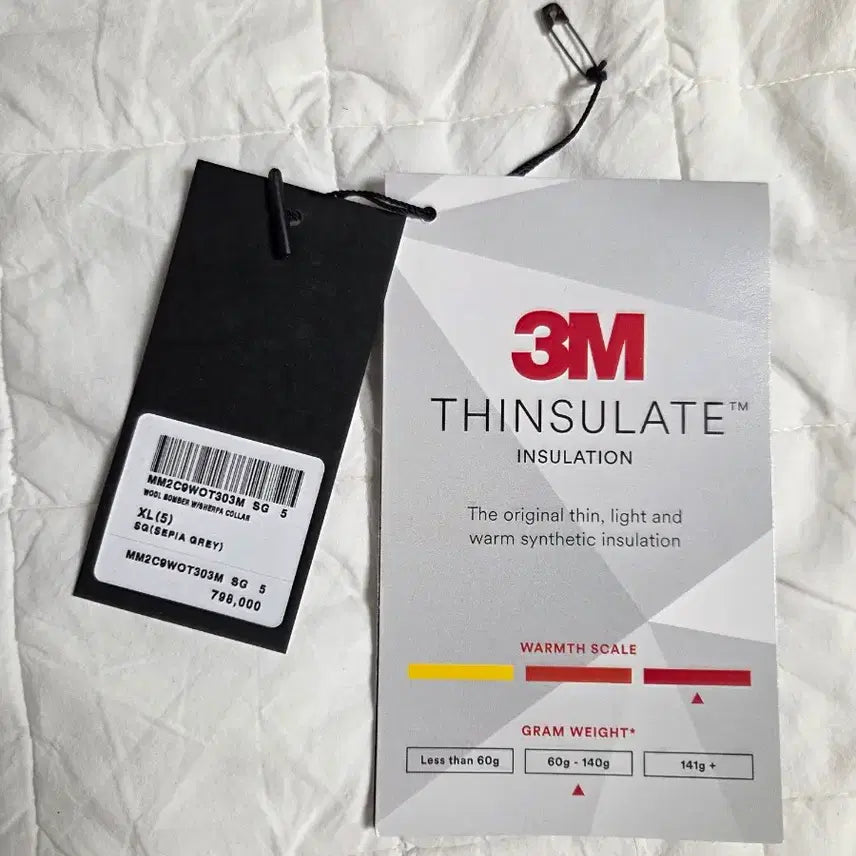 MM2C9WOT303M SG 5
WOOL BOMBER W/SHERPA COLLAR
XL(5)
SG(SEPIA GREY)
MM2C9WOT303M SG 5
798,000
3M
THINSULATE™
INSULATION
The original thin, light and
warm synthetic insulation
WARMTH SCALE
GRAM WEIGHT*
Less than 60g
60g - 140g
141g +